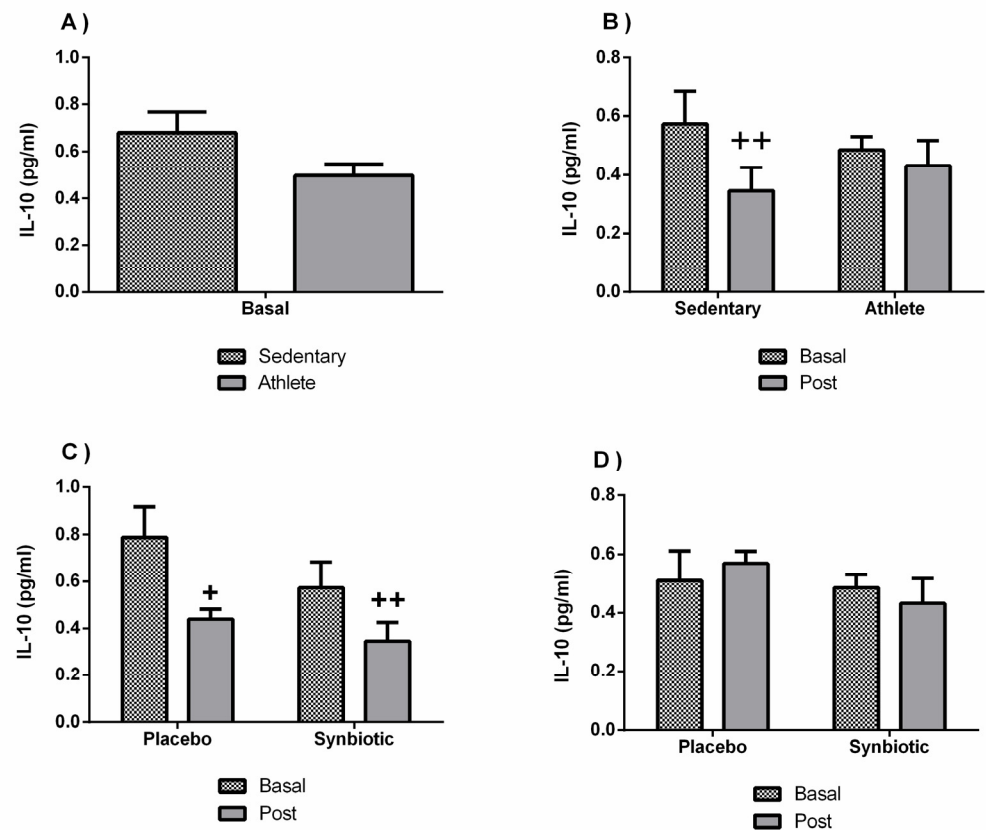 A)
1.0
0.8
0.6
0.4
0.2
0.0
IL-10 (pg/ml)
Basal
Sedentary
Athlete
B)
0.8
0.6
0.4
0.2
0.0
IL-10 (pg/ml)
++
Sedentary Athlete
Basal
Post
C)
1.0
0.8
0.6
0.4
0.2
0.0
IL-10 (pg/ml)
+
++
Placebo Synbiotic
Basal
Post
D)
0.8
0.6
0.4
0.2
0.0
IL-10 (pg/ml)
Placebo Synbiotic
Basal
Post